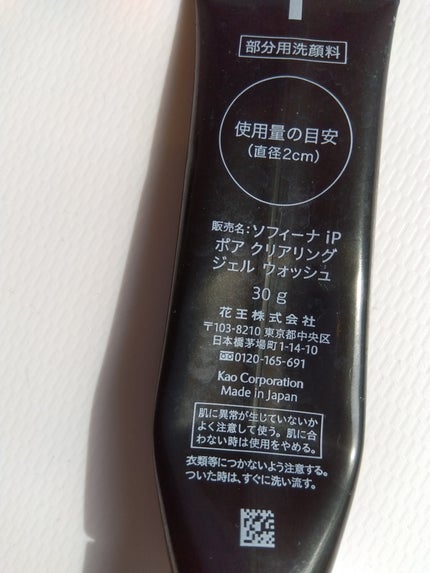 部分用洗顔料
使用量の目安
(直径2cm)
販売名:ソフィーナ iP
ポア クリアリング
ジェル ウォッシュ
30 g
花王株式会社
〒103-8210 東京都中央区
日本橋茅場町1-14-10
0120-165-691
Kao Corporation
Made in Japan
肌に異常が生じていないか
よく注意して使う。肌に合
わない時は使用をやめる。
衣類等につかないよう注意する。
ついた時は、すぐに洗い流す。